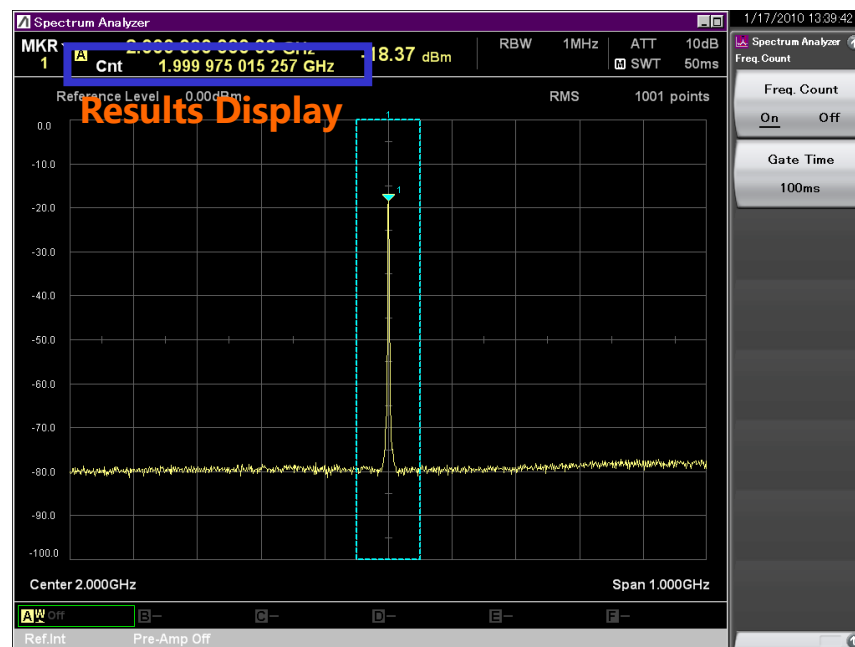 Spectrum Analyzer
1/17/2010 13:39:42
MKR
1
A
Cnt 1.999 975 015 257 GHz
-18.37 dBm
RBW 1MHz
ATT 10dB
M SWT 50ms
Spectrum Analyzer
Freq. Count
Freq. Count
On Off
Gate Time
100ms
Reference Level 0.00dBm
RMS
1001 points
Results Display
1
0.0
-10.0
1
-20.0
-30.0
-40.0
-50.0
-60.0
-70.0
-80.0
-90.0
-100.0
Center 2.000GHz
Span 1.000GHz
A W Off B - C - D - E - F -
Ref.Int Pre-Amp Off